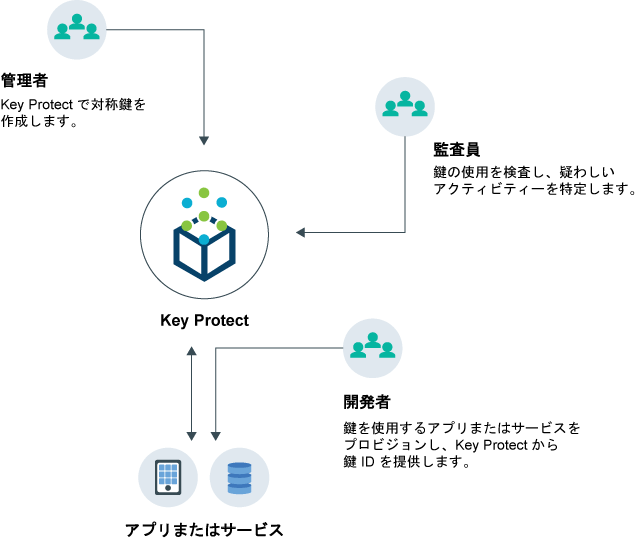 管理者
Key Protect で対称鍵を
作成します。
監査員
鍵の使用を検査し、疑わしい
アクティビティーを特定します。
Key Protect
開発者
鍵を使用するアプリまたはサービスを
プロビジョンし、Key Protect から
鍵 ID を提供します。
アプリまたはサービス